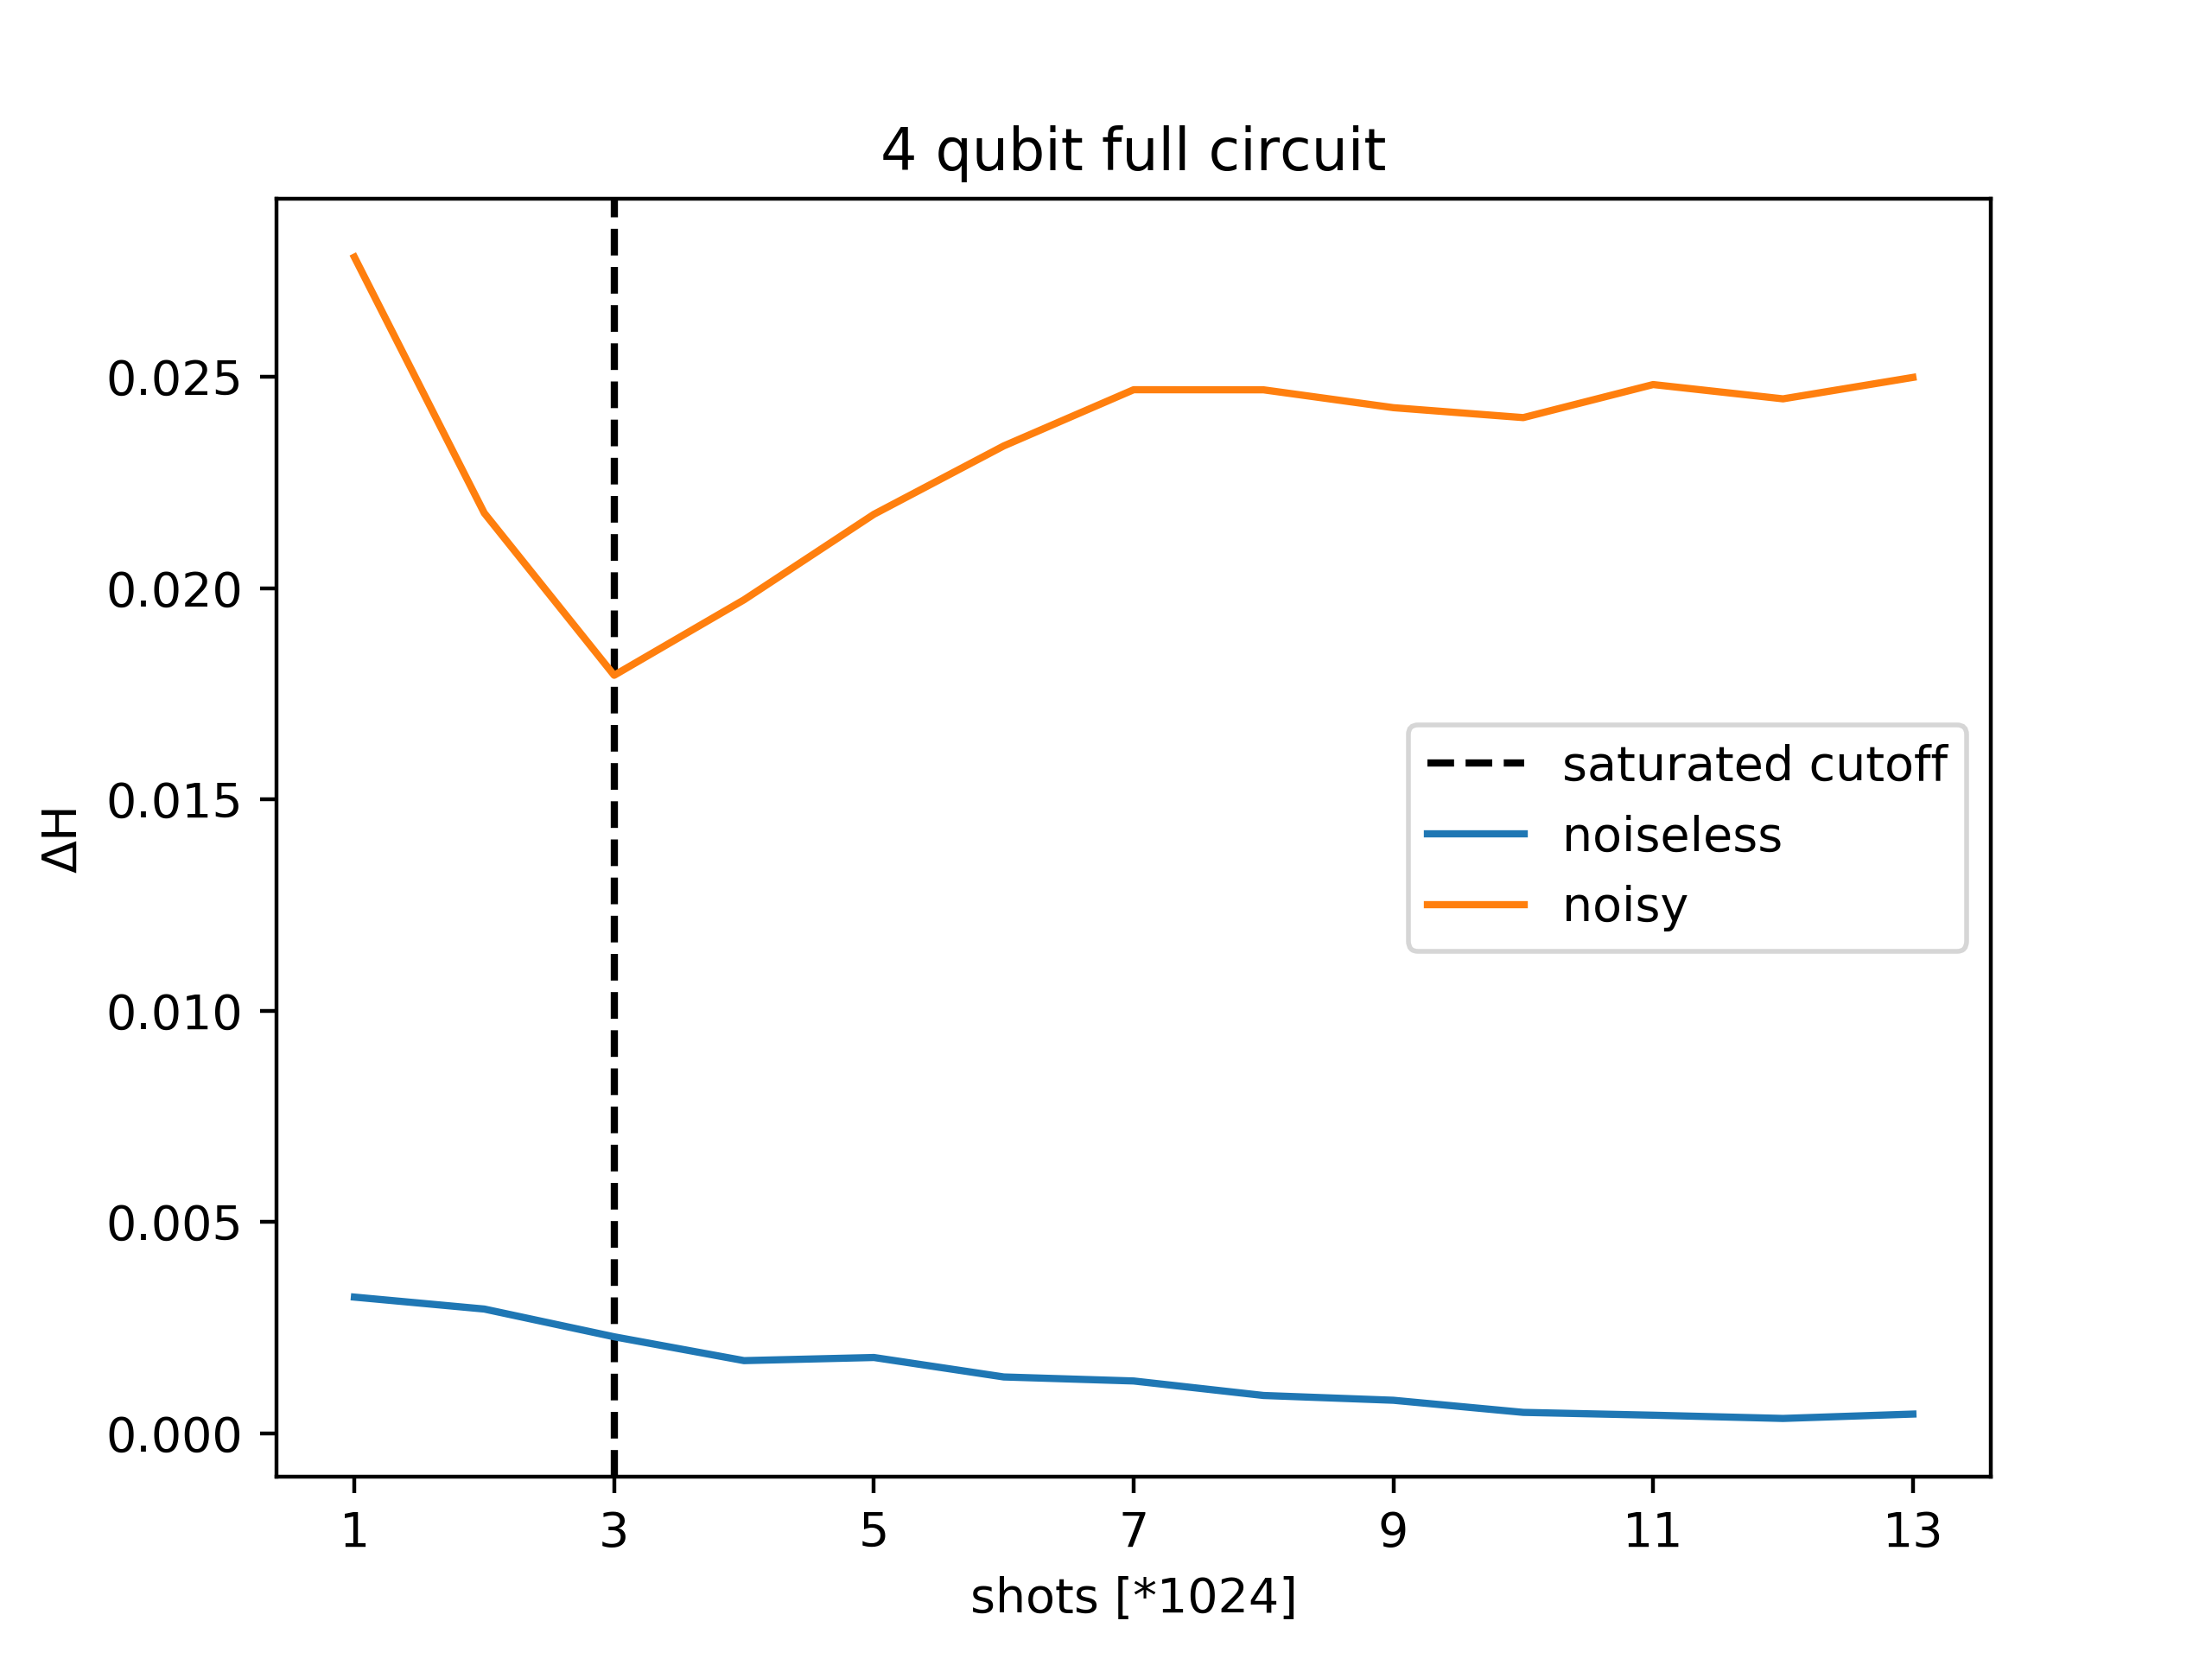 4 qubit full circuit
0.025
0.020
0.015
0.010
0.005
0.000
ΔH
saturated cutoff
noiseless
noisy
1 3 5 7 9 11 13
shots [*1024]